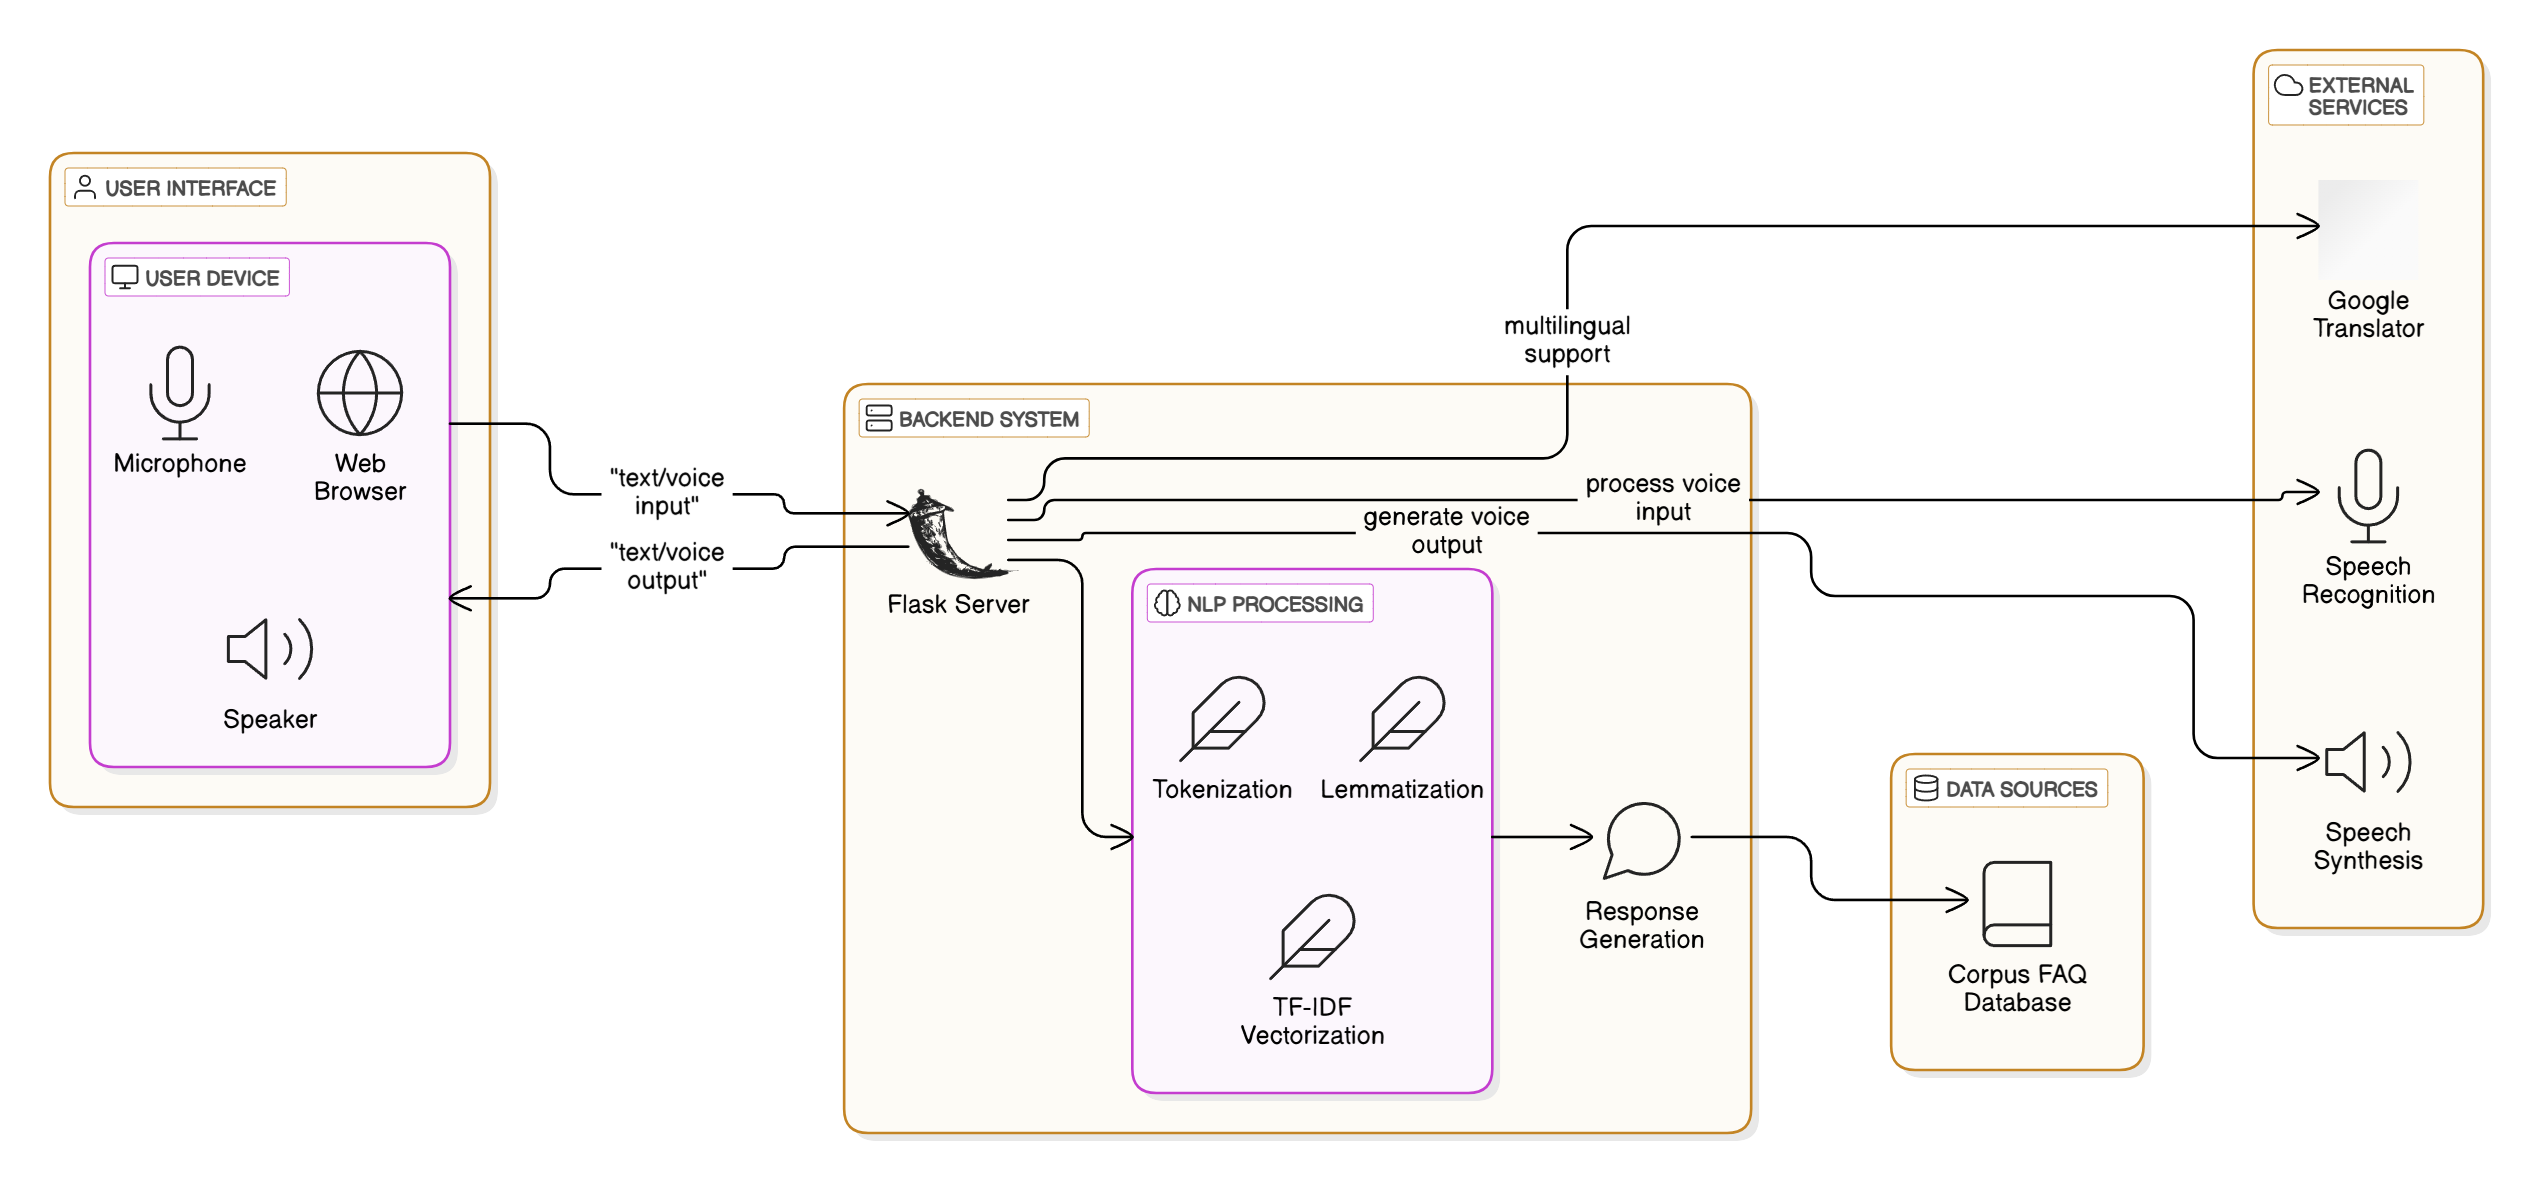 USER INTERFACE
USER DEVICE
Microphone
Web
Browser
Speaker
"text/voice
input"
"text/voice
output"
BACKEND SYSTEM
Flask Server
multilingual
support
process voice
input
generate voice
output
NLP PROCESSING
Tokenization
Lemmatization
TF-IDF
Vectorization
Response
Generation
DATA SOURCES
Corpus FAQ
Database
EXTERNAL
SERVICES
Google
Translator
Speech
Recognition
Speech
Synthesis